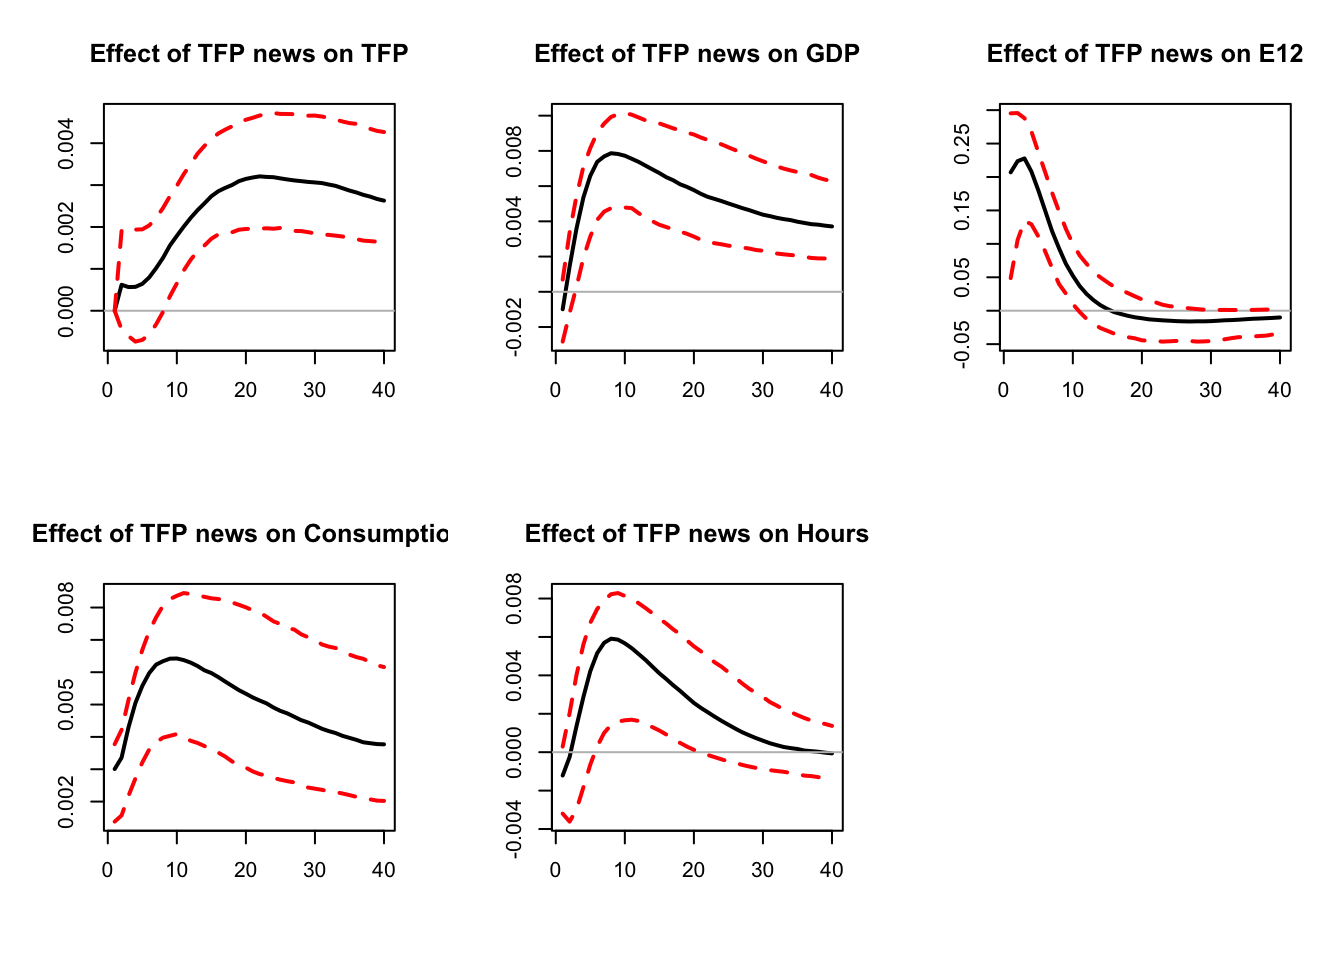 Effect of TFP news on TFP
0.000 0.002 0.004
0 10 20 30 40
Effect of TFP news on GDP
-0.002 0.004 0.008
0 10 20 30 40
Effect of TFP news on E12
-0.05 0.05 0.15 0.25
0 10 20 30 40
Effect of TFP news on Consumptio
0.002 0.005 0.008
0 10 20 30 40
Effect of TFP news on Hours
-0.004 0.000 0.004 0.008
0 10 20 30 40